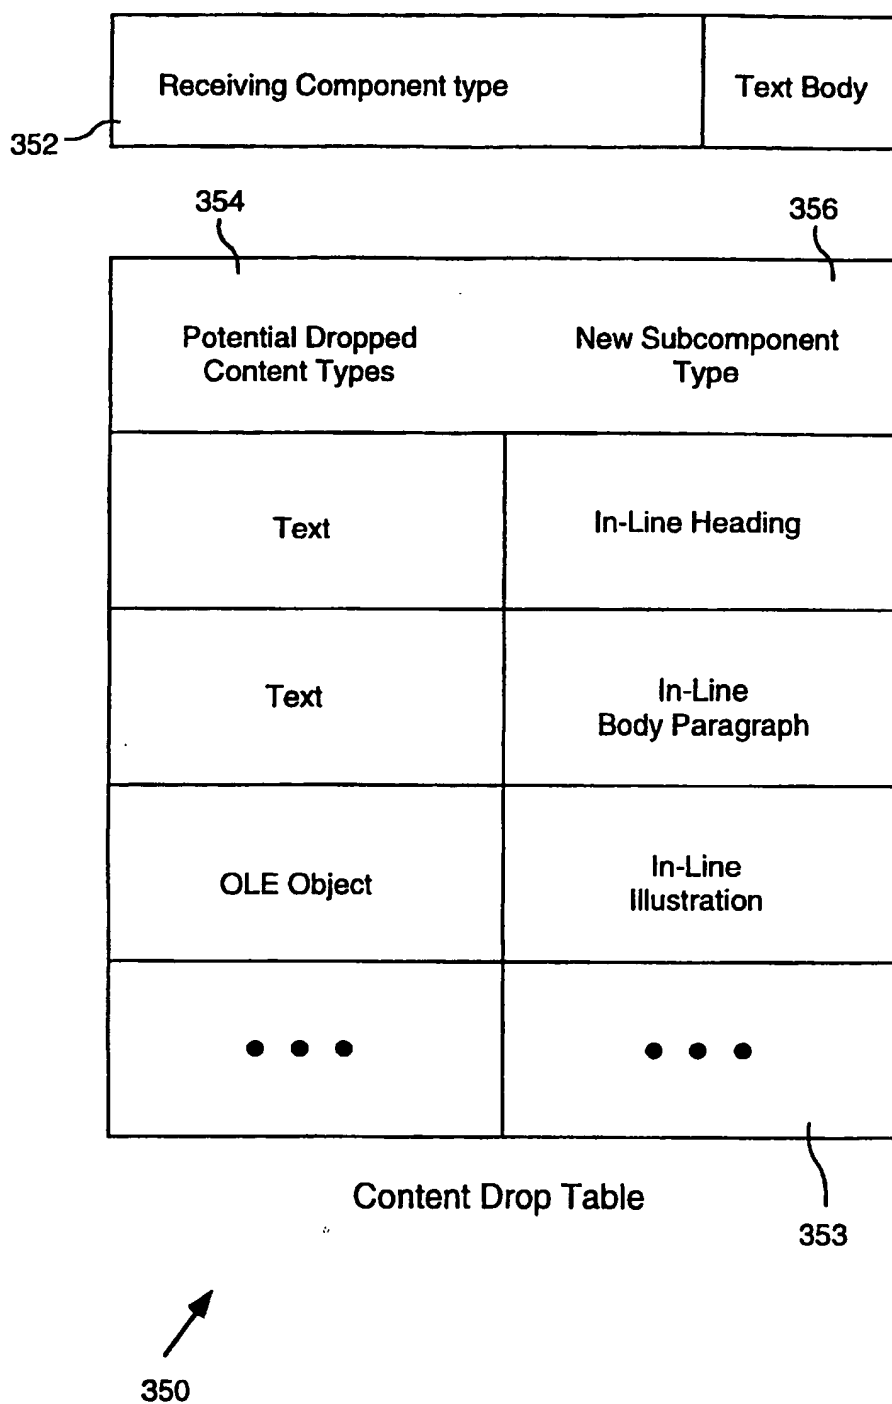 Receiving Component type Text Body
352
354
356
Potential Dropped New Subcomponent
Content Types Type
Text In-Line Heading
Text In-Line
Body Paragraph
OLE Object In-Line
Illustration
Content Drop Table
353
350